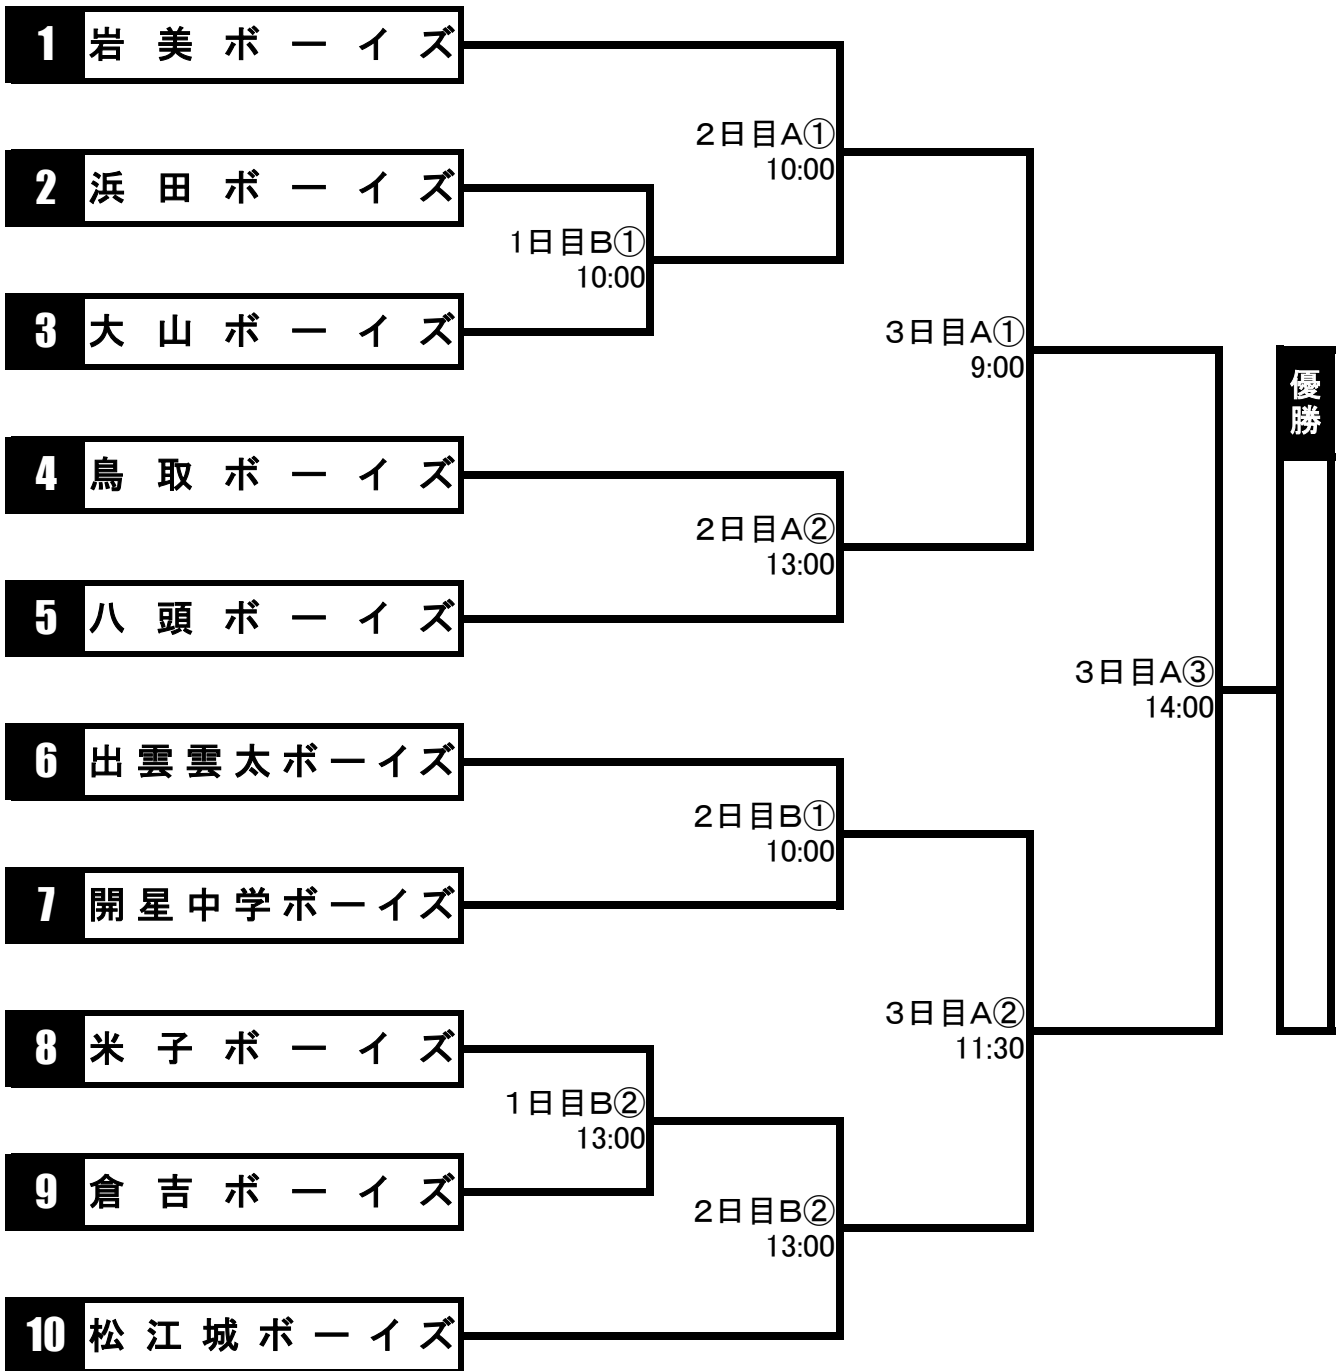 1 岩美ボーイズ
2日目A①
10:00
2 浜田ボーイズ
1日目B①
10:00
3 大山ボーイズ
3日目A①
9:00
優勝
4 鳥取ボーイズ
2日目A②
13:00
5 八頭ボーイズ
3日目A③
14:00
6 出雲雲太ボーイズ
2日目B①
10:00
7 開星中学ボーイズ
3日目A②
11:30
8 米子ボーイズ
1日目B②
13:00
9 倉吉ボーイズ
2日目B②
13:00
10 松江城ボーイズ